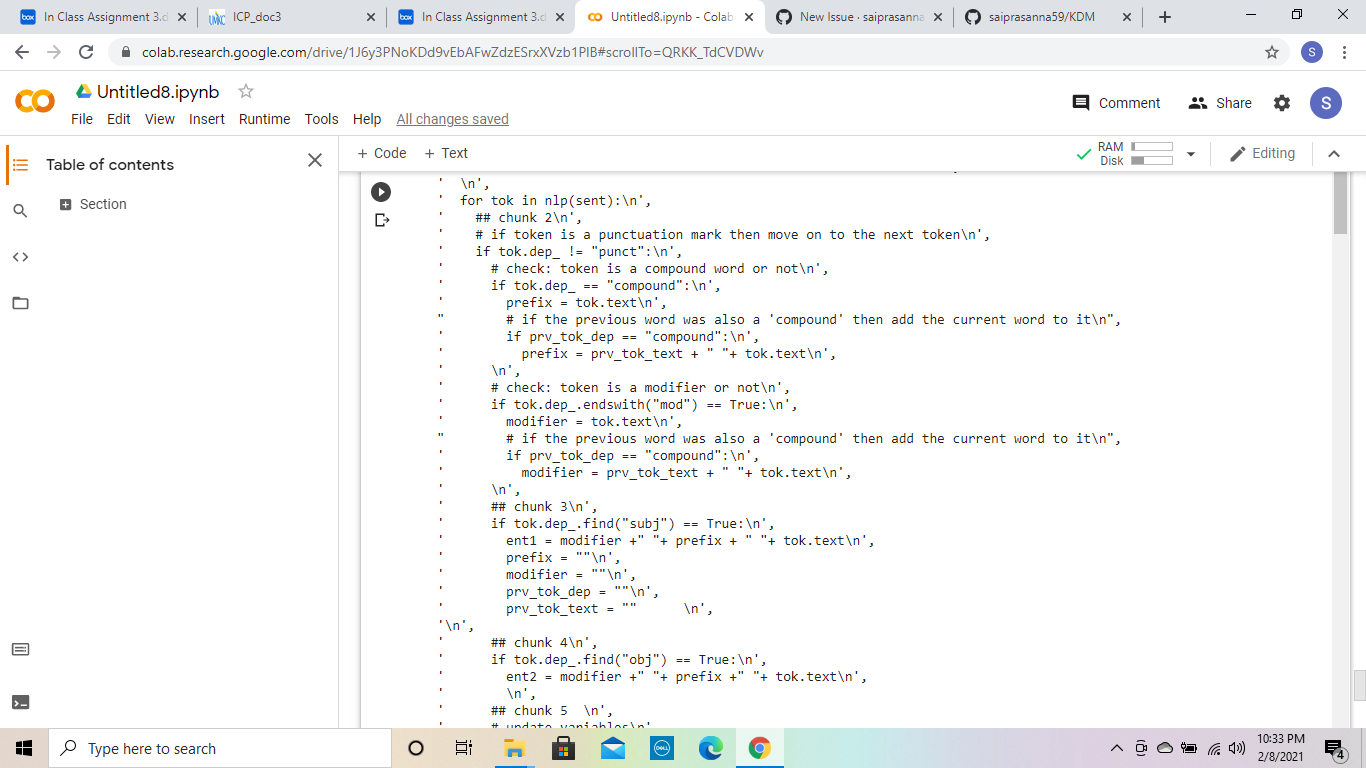 In Class Assignment 3.d
ICP_doc3
In Class Assignment 3.d
Untitled8.ipynb - Colab
New Issue · saiprasanna
saiprasanna59/KDM
colab.research.google.com/drive/1J6y3PNoKDd9vEbAFwZdzESrxXVzb1PlB#scrollTo=QRKK_TdCVDWv
S
Untitled8.ipynb
File Edit View Insert Runtime Tools Help All changes saved
Comment Share S
Table of contents
+ Code + Text
RAM
Disk
Editing
Section
'  \n',
'  for tok in nlp(sent):\n',
'    ## chunk 2\n',
'    # if token is a punctuation mark then move on to the next token\n',
'    if tok.dep_ != "punct":\n',
'      # check: token is a compound word or not\n',
'      if tok.dep_ == "compound":\n',
'        prefix = tok.text\n',
"        # if the previous word was also a 'compound' then add the current word to it\n",
'        if prv_tok_dep == "compound":\n',
'          prefix = prv_tok_text + " "+ tok.text\n',
'      \n',
'      # check: token is a modifier or not\n',
'      if tok.dep_.endswith("mod") == True:\n',
'        modifier = tok.text\n',
"        # if the previous word was also a 'compound' then add the current word to it\n",
'        if prv_tok_dep == "compound":\n',
'          modifier = prv_tok_text + " "+ tok.text\n',
'      \n',
'      ## chunk 3\n',
'      if tok.dep_.find("subj") == True:\n',
'        ent1 = modifier +" "+ prefix + " "+ tok.text\n',
'        prefix = ""\n',
'        modifier = ""\n',
'        prv_tok_dep = ""\n',
'        prv_tok_text = ""      \n',
'\n',
'      ## chunk 4\n',
'      if tok.dep_.find("obj") == True:\n',
'        ent2 = modifier +" "+ prefix +" "+ tok.text\n',
'        \n',
'      ## chunk 5  \n',
'      # update variables\n'
Type here to search
DELL
10:33 PM
2/8/2021
4